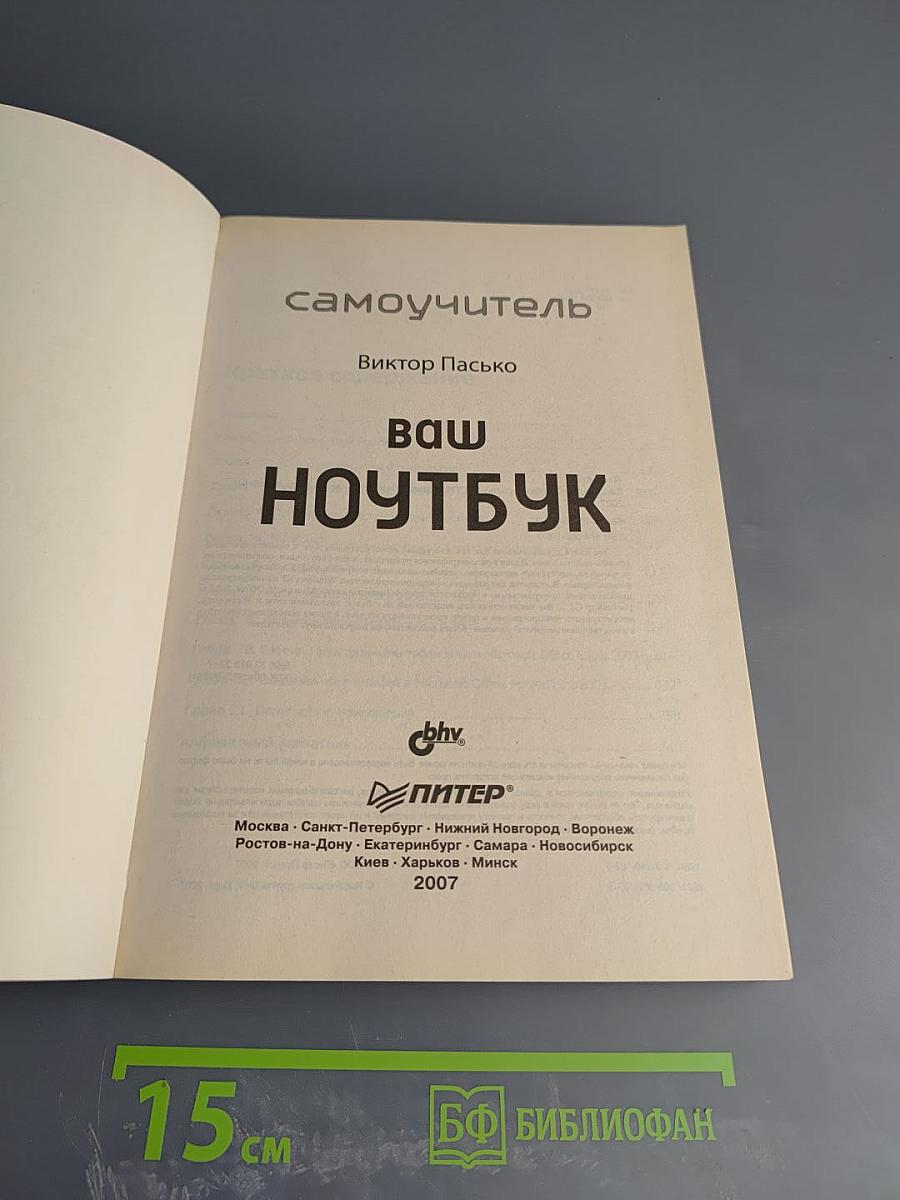 самоучитель
Виктор Пасько
ваш
НОУТБУК
bhv®
ПИТЕР®
Москва · Санкт-Петербург · Нижний Новгород · Воронеж
Ростов-на-Дону · Екатеринбург · Самара · Новосибирск
Киев · Харьков · Минск
2007
15 см
БФ БИБЛИОФАН